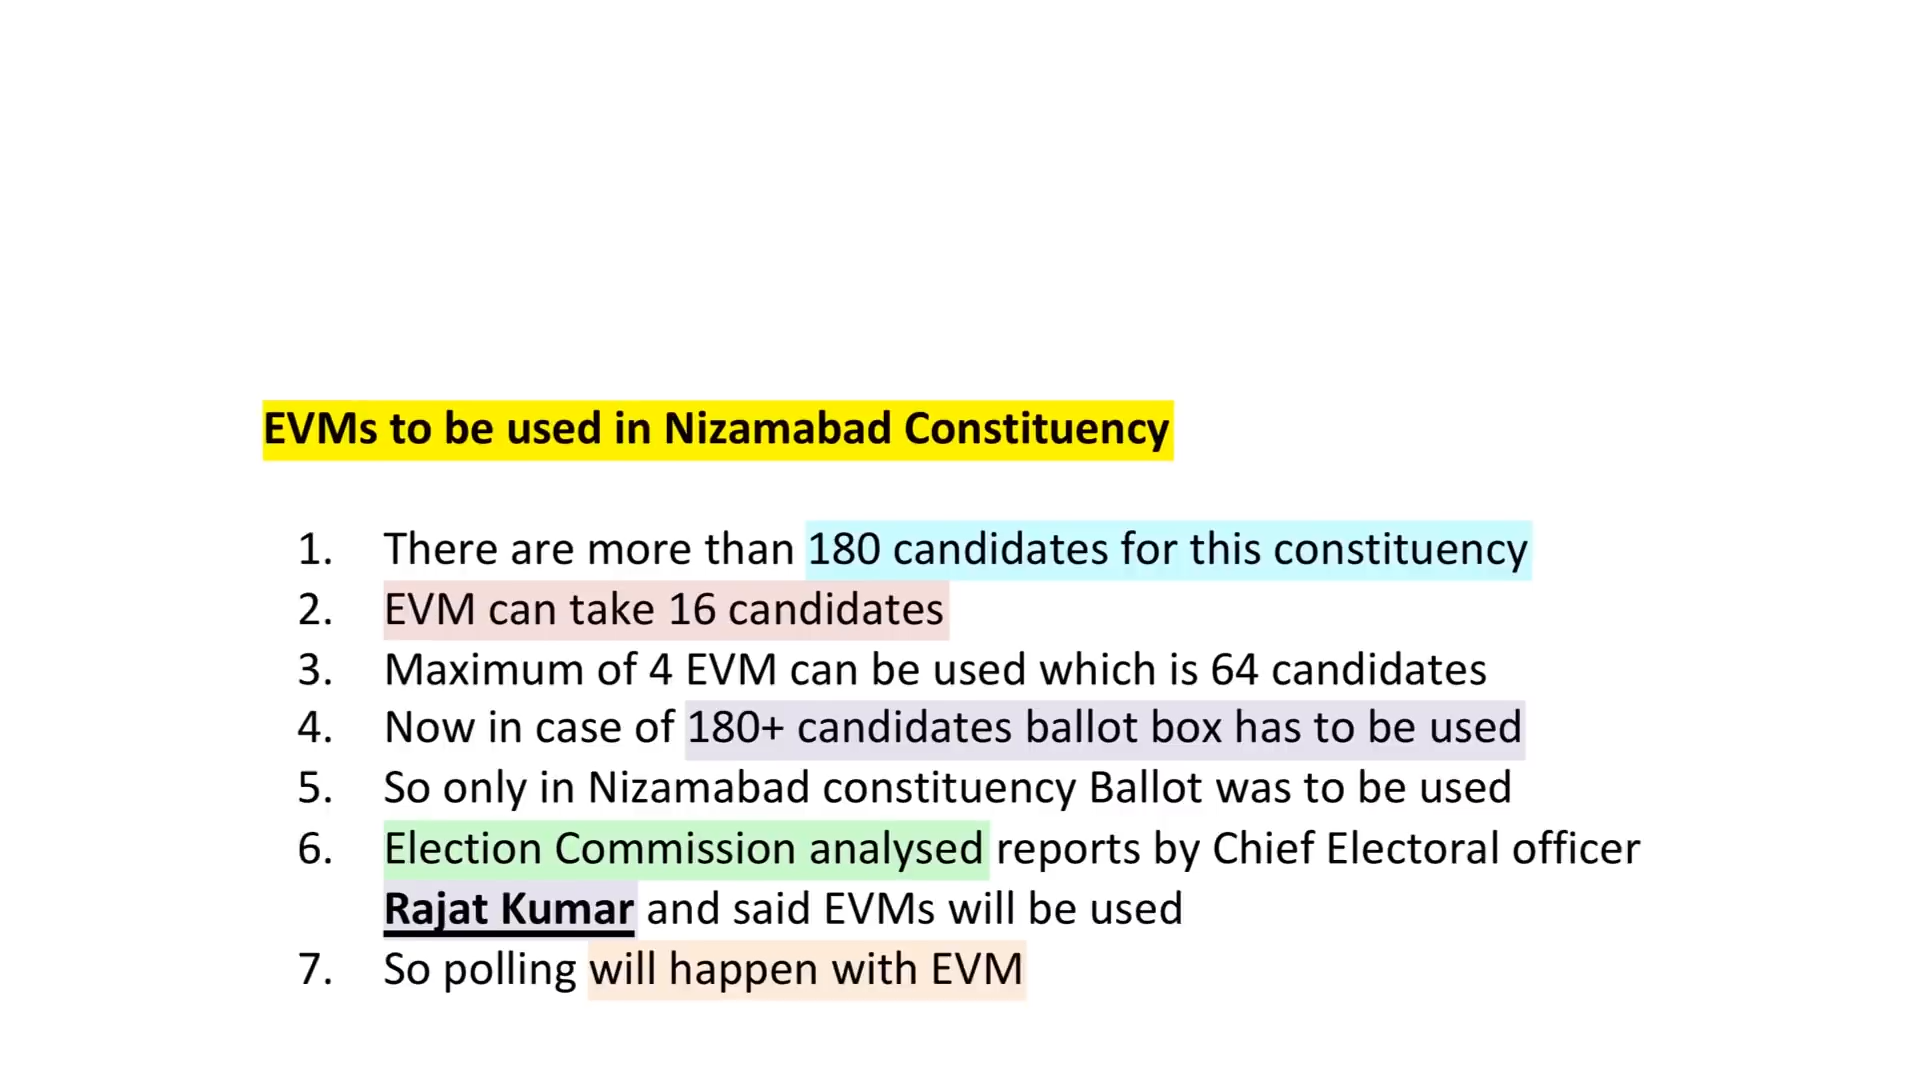 EVMs to be used in Nizamabad Constituency
1. There are more than 180 candidates for this constituency
2. EVM can take 16 candidates
3. Maximum of 4 EVM can be used which is 64 candidates
4. Now in case of 180+ candidates ballot box has to be used
5. So only in Nizamabad constituency Ballot was to be used
6. Election Commission analysed reports by Chief Electoral officer
Rajat Kumar and said EVMs will be used
7. So polling will happen with EVM